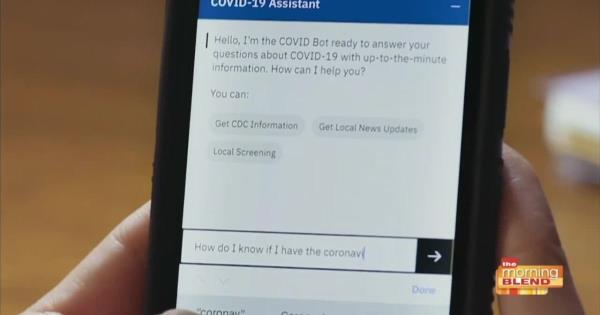 COVID-19 Assistant
Hello, I'm the COVID Bot ready to answer your
questions about COVID-19 with up-to-the-minute
information. How can I help you?
You can:
Get CDC Information
Get Local News Updates
Local Screening
How do I know if I have the coronavi
Done
"coronav"
the
morning
BLEND